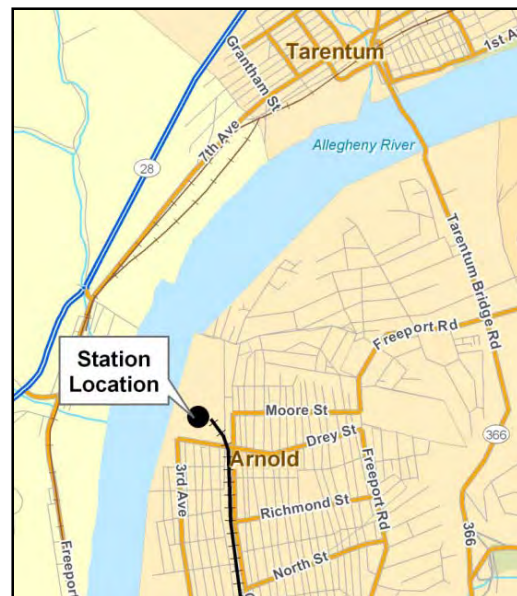 Tarentum
1st A
Grantham St
7th Ave
Allegheny River
28
Tarentum Bridge Rd
Freeport Rd
Station
Location
Moore St
Drey St
366
Arnold
3rd Ave
Freeport Rd
Richmond St
366
North St
Freeport